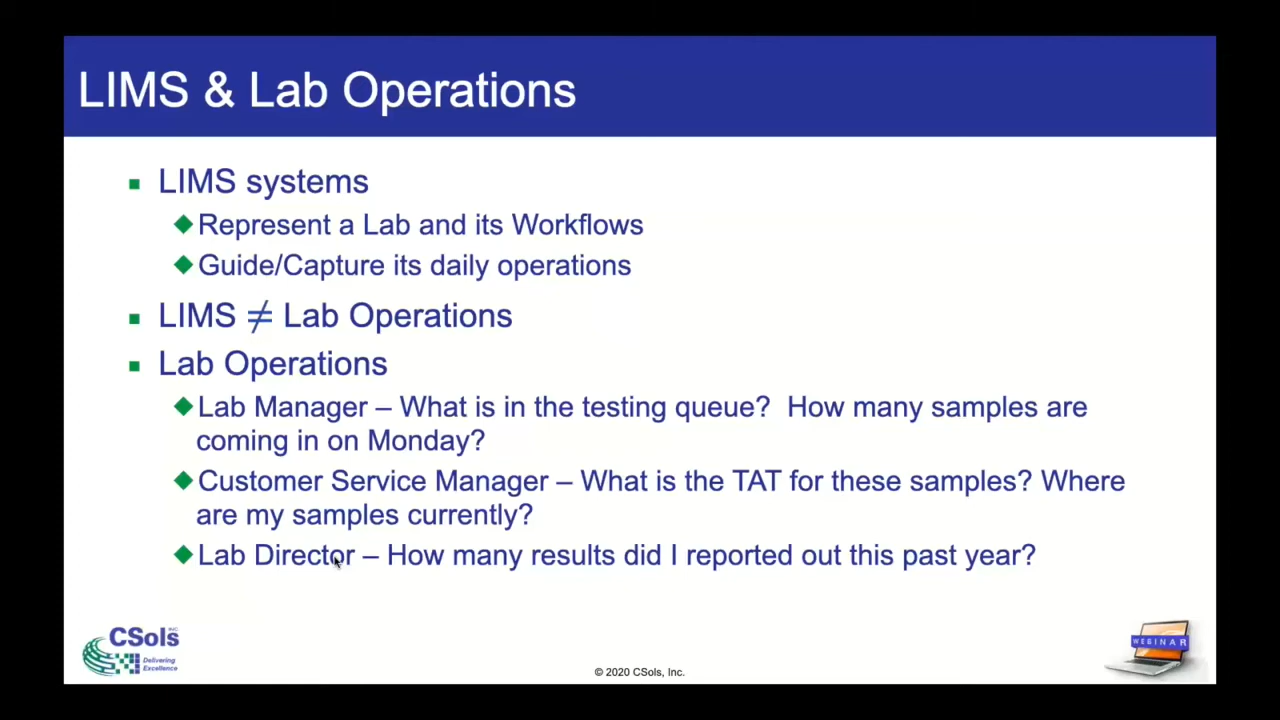 LIMS & Lab Operations
LIMS systems
Represent a Lab and its Workflows
Guide/Capture its daily operations
LIMS ≠ Lab Operations
Lab Operations
Lab Manager – What is in the testing queue?  How many samples are
coming in on Monday?
Customer Service Manager – What is the TAT for these samples? Where
are my samples currently?
Lab Director – How many results did I reported out this past year?
CSols INC
Delivering
Excellence
© 2020 CSols, Inc.
WEBINAR